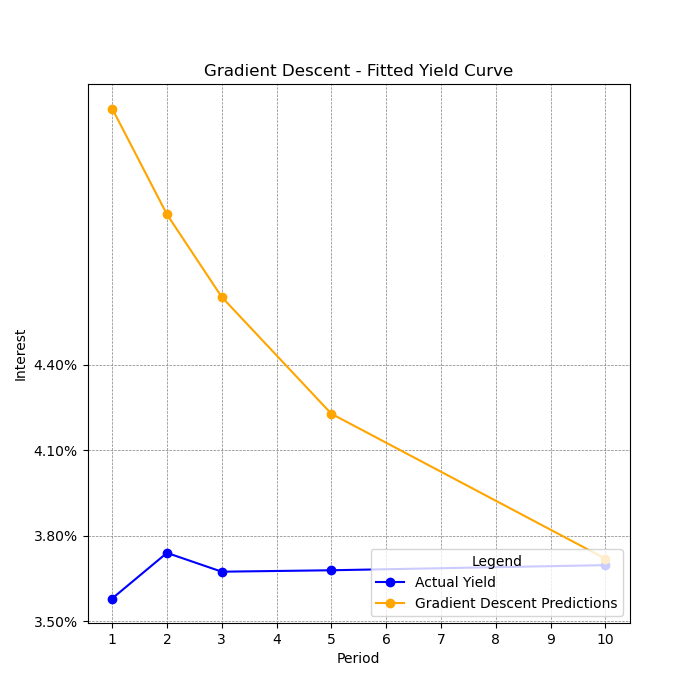 Gradient Descent - Fitted Yield Curve
Interest
4.40%
4.10%
3.80%
3.50%
Legend
Actual Yield
Gradient Descent Predictions
1 2 3 4 5 6 7 8 9 10
Period